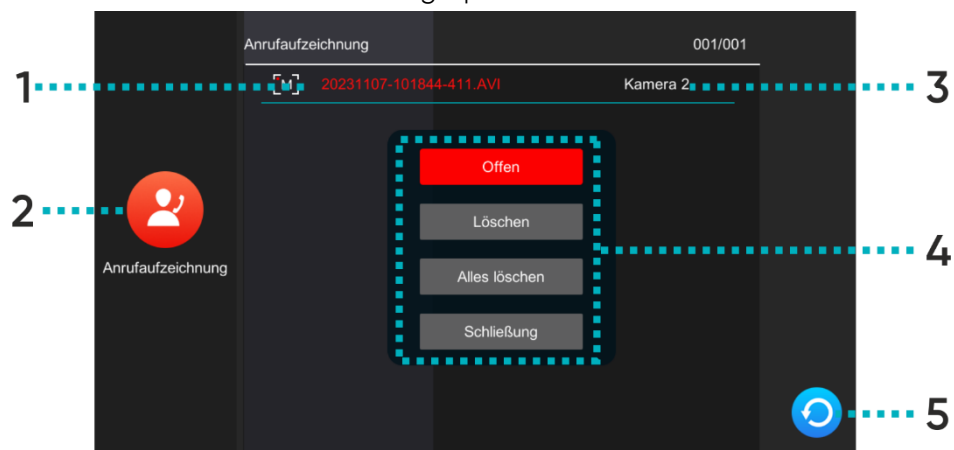 Anrufaufzeichnung 001/001
1 [M] 20231107-101844-411.AVI Kamera 2 3
Offen
2
Löschen
Anrufaufzeichnung
4
Alles löschen
Schließung
5